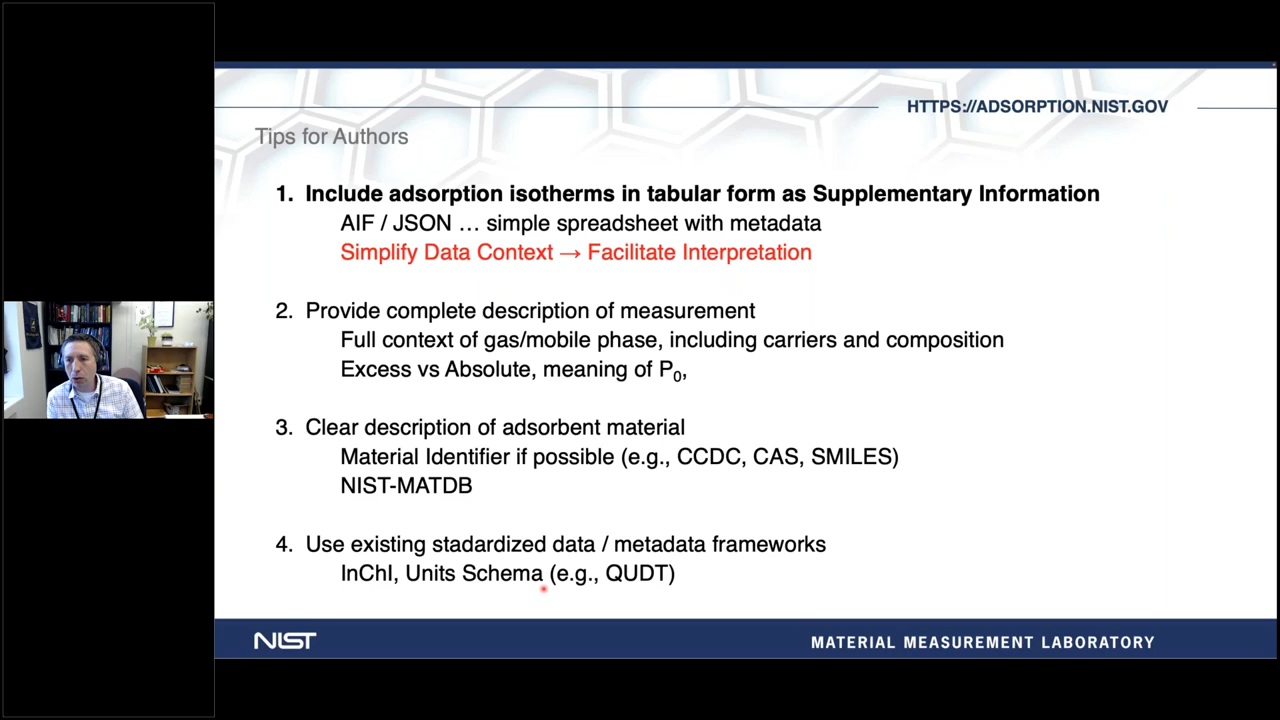 HTTPS://ADSORPTION.NIST.GOV
Tips for Authors
1. Include adsorption isotherms in tabular form as Supplementary Information
AIF / JSON … simple spreadsheet with metadata
Simplify Data Context → Facilitate Interpretation
2. Provide complete description of measurement
Full context of gas/mobile phase, including carriers and composition
Excess vs Absolute, meaning of P₀,
3. Clear description of adsorbent material
Material Identifier if possible (e.g., CCDC, CAS, SMILES)
NIST-MATDB
4. Use existing stadardized data / metadata frameworks
InChI, Units Schema (e.g., QUDT)
NIST
MATERIAL MEASUREMENT LABORATORY